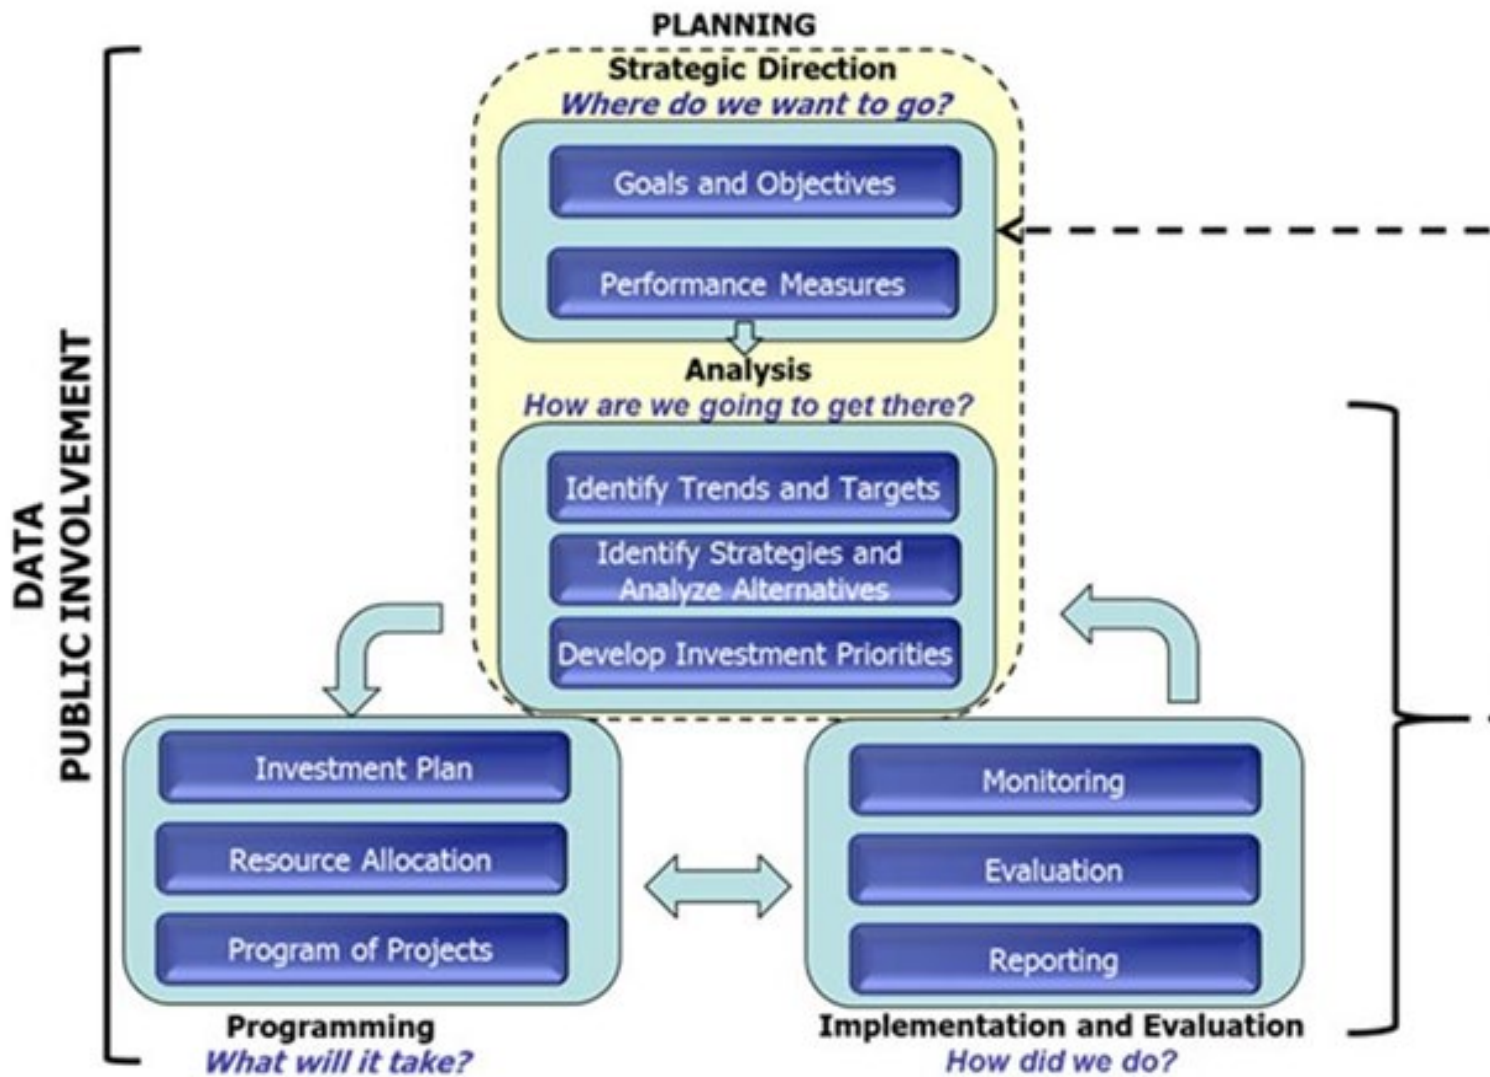 PLANNING
Strategic Direction
Where do we want to go?
Goals and Objectives
Performance Measures
Analysis
How are we going to get there?
Identify Trends and Targets
Identify Strategies and
Analyze Alternatives
Develop Investment Priorities
DATA
PUBLIC INVOLVEMENT
Investment Plan
Resource Allocation
Program of Projects
Programming
What will it take?
Monitoring
Evaluation
Reporting
Implementation and Evaluation
How did we do?